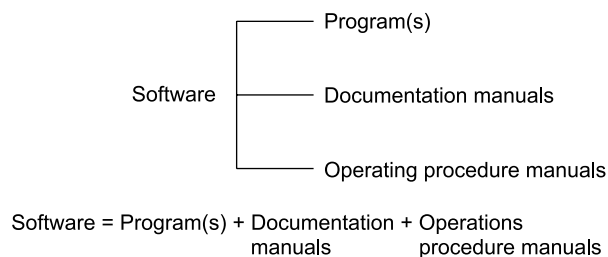 Program(s)
Software
Documentation manuals
Operating procedure manuals
Software = Program(s) + Documentation + Operations
manuals procedure manuals